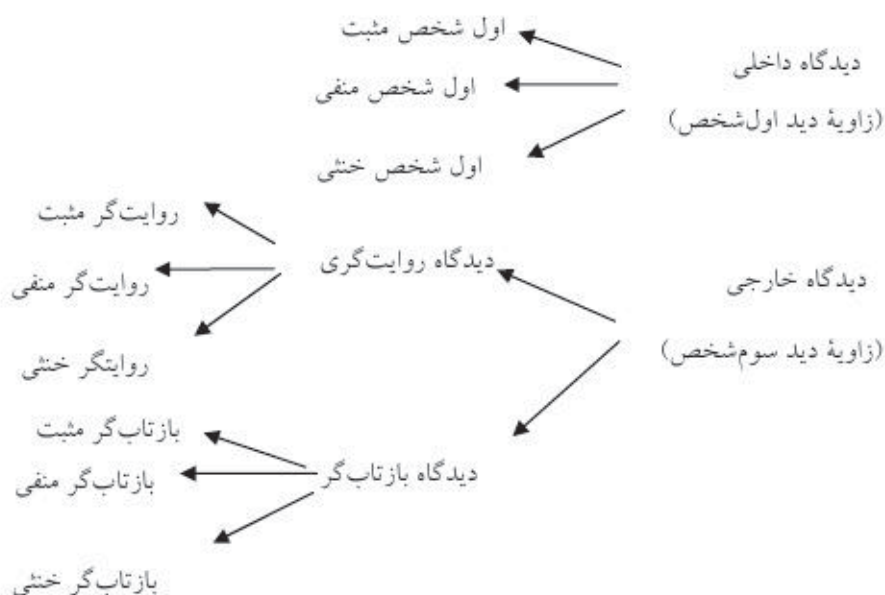 اول شخص مثبت
دیدگاه داخلی
اول شخص منفی
(زاویهٔ دید اول‌شخص)
اول شخص خنثی
روایت‌گر مثبت
دیدگاه روایت‌گری
دیدگاه خارجی
روایت‌گر منفی
(زاویهٔ دید سوم‌شخص)
روایتگر خنثی
بازتاب‌گر مثبت
دیدگاه بازتاب‌گر
بازتاب‌گر منفی
بازتاب‌گر خنثی